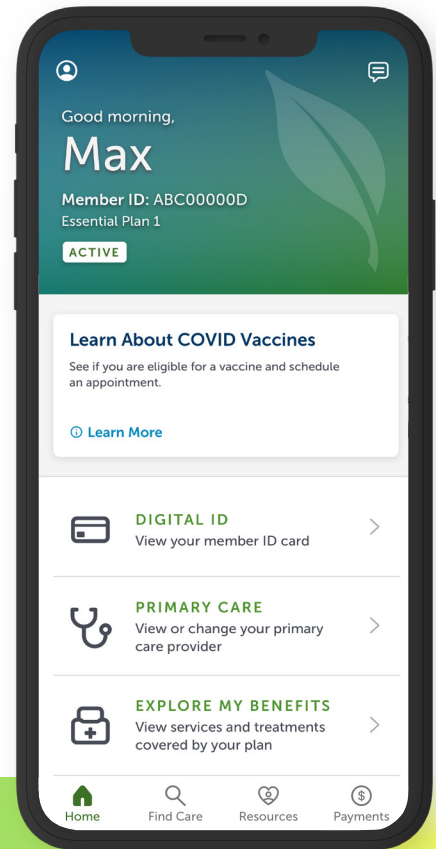 Good morning,
Max
Member ID: ABC00000D
Essential Plan 1
ACTIVE
Learn About COVID Vaccines
See if you are eligible for a vaccine and schedule
an appointment.
Learn More
DIGITAL ID
View your member ID card
PRIMARY CARE
View or change your primary
care provider
EXPLORE MY BENEFITS
View services and treatments
covered by your plan
Home Find Care Resources Payments